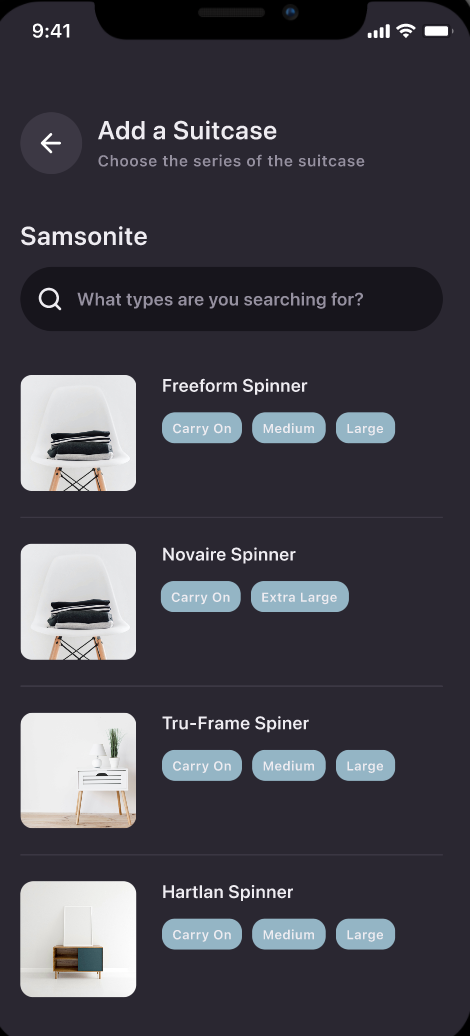 9:41
Add a Suitcase
Choose the series of the suitcase
Samsonite
What types are you searching for?
Freeform Spinner
Carry On Medium Large
Novaire Spinner
Carry On Extra Large
Tru-Frame Spiner
Carry On Medium Large
Hartlan Spinner
Carry On Medium Large